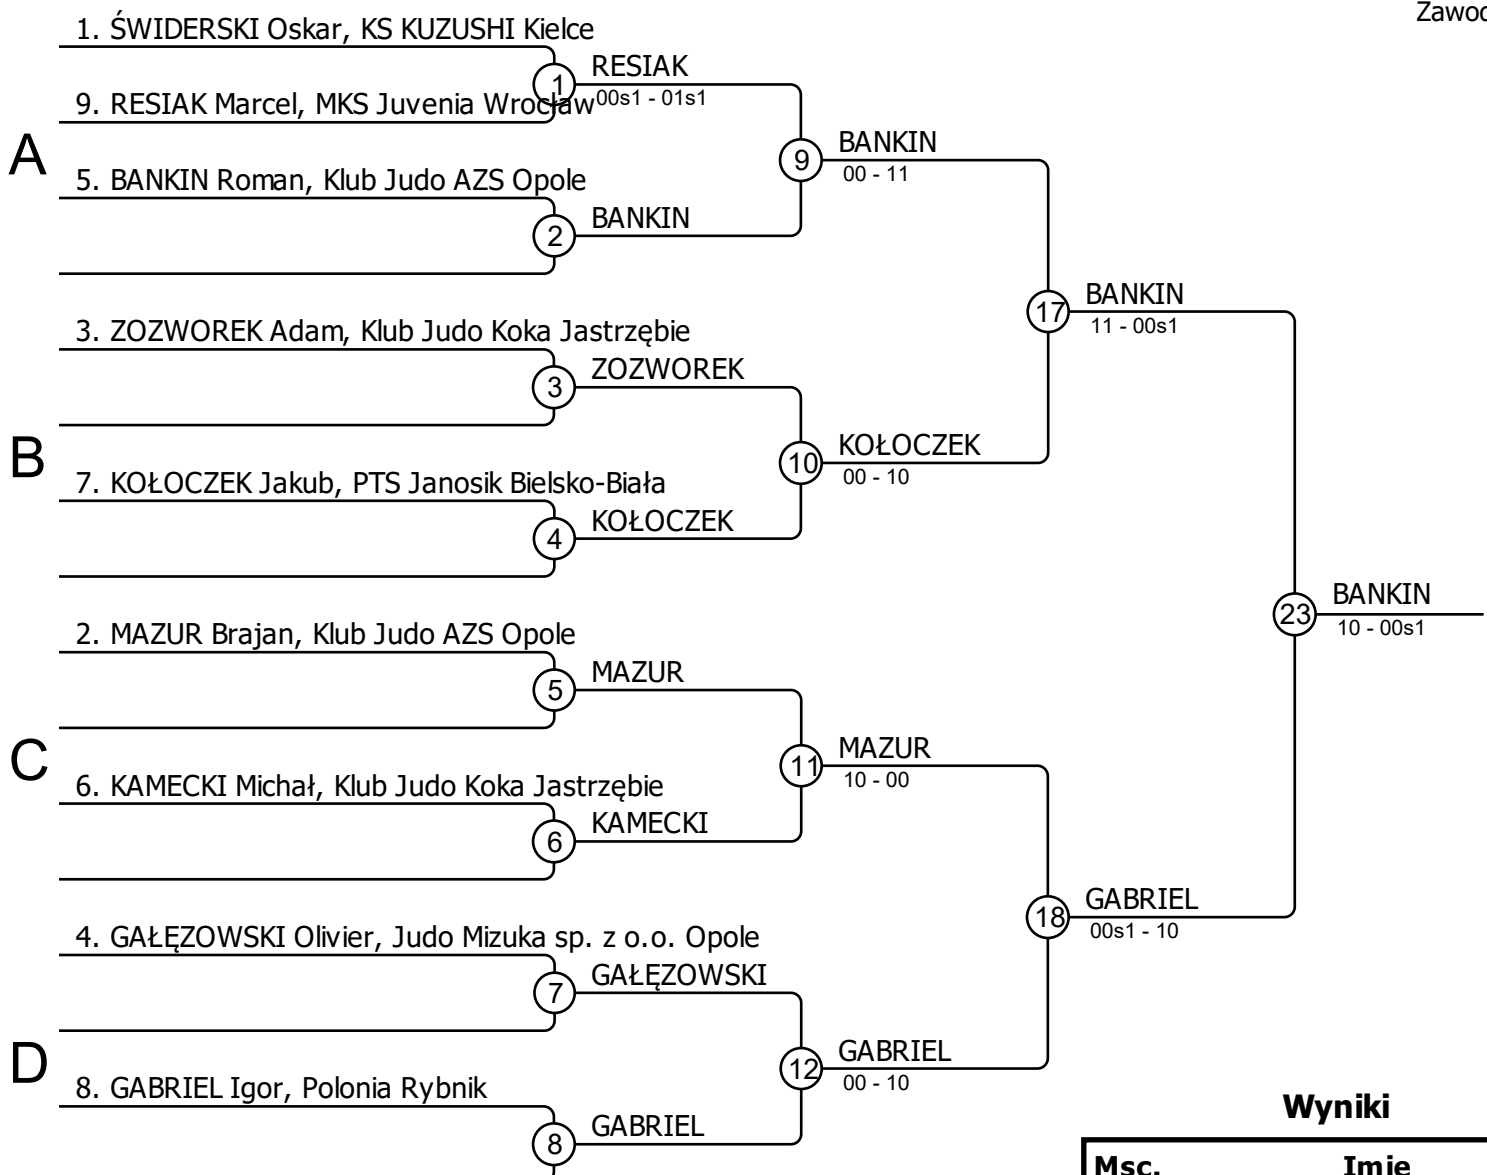 Zawod
1. ŚWIDERSKI Oskar, KS KUZUSHI Kielce
1
RESIAK
00s1 - 01s1
9. RESIAK Marcel, MKS Juvenia Wrocław
A
9
BANKIN
00 - 11
5. BANKIN Roman, Klub Judo AZS Opole
2
BANKIN
17
BANKIN
11 - 00s1
3. ZOZWOREK Adam, Klub Judo Koka Jastrzębie
3
ZOZWOREK
B
10
KOŁOCZEK
00 - 10
7. KOŁOCZEK Jakub, PTS Janosik Bielsko-Biała
4
KOŁOCZEK
23
BANKIN
10 - 00s1
2. MAZUR Brajan, Klub Judo AZS Opole
5
MAZUR
C
11
MAZUR
10 - 00
6. KAMECKI Michał, Klub Judo Koka Jastrzębie
6
KAMECKI
18
GABRIEL
00s1 - 10
4. GAŁĘZOWSKI Olivier, Judo Mizuka sp. z o.o. Opole
7
GAŁĘZOWSKI
D
12
GABRIEL
00 - 10
8. GABRIEL Igor, Polonia Rybnik
8
GABRIEL
Wyniki
Msc. Imię